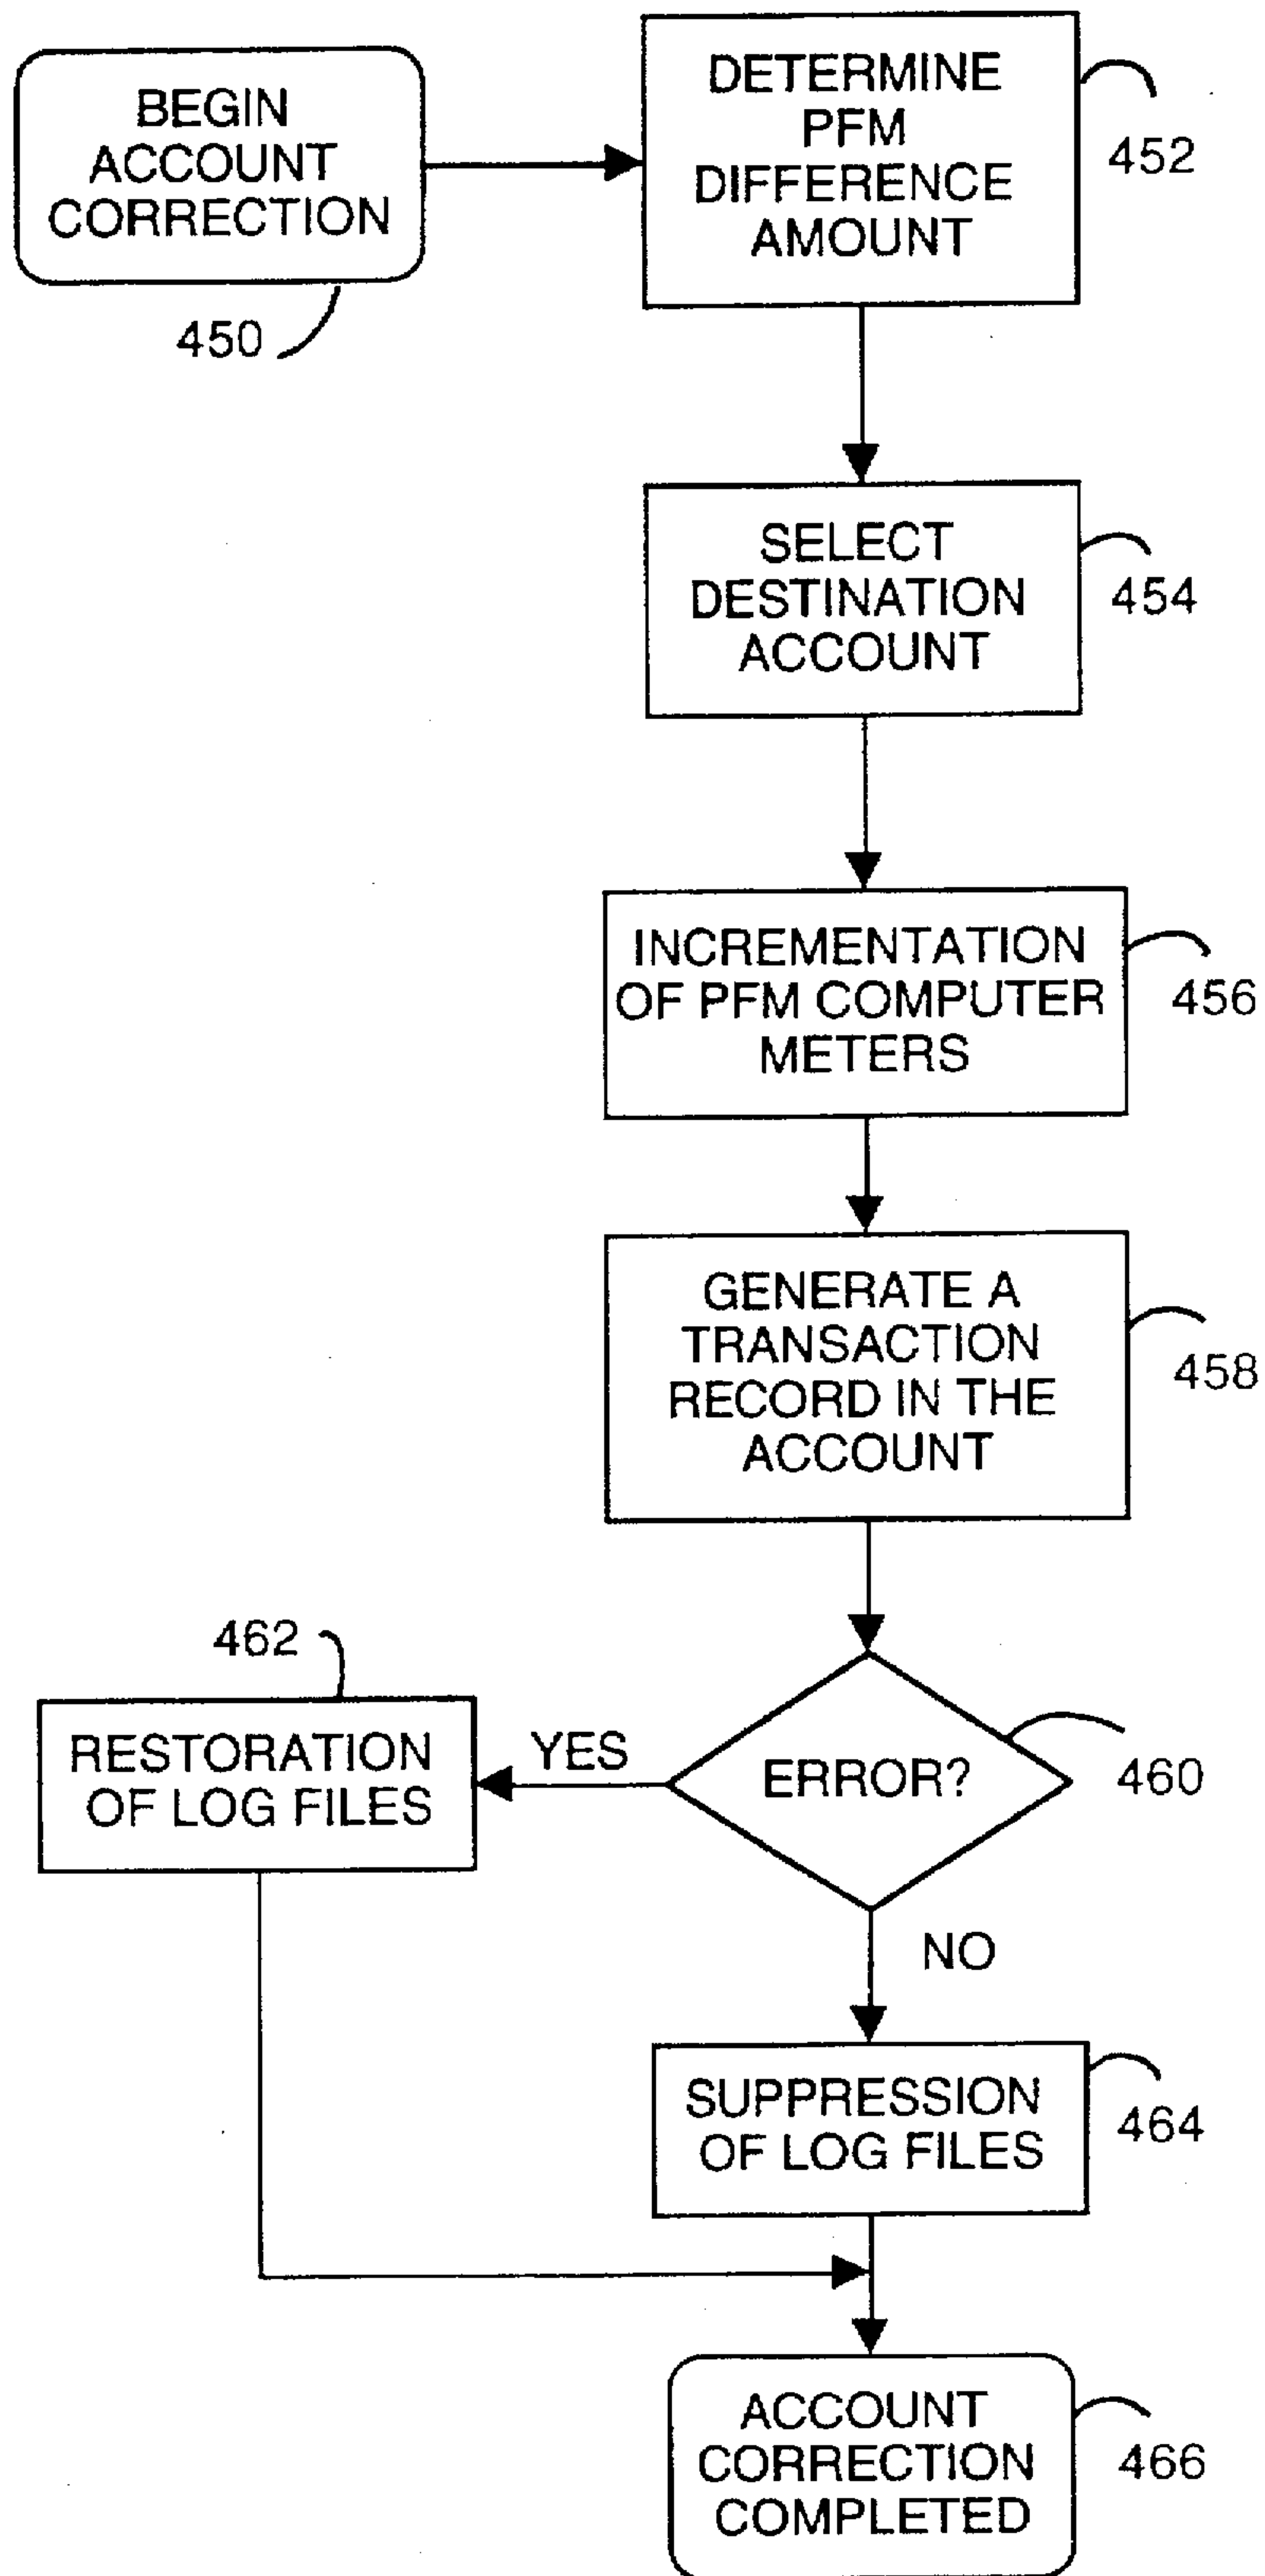 BEGIN
ACCOUNT
CORRECTION
450
DETERMINE
PFM
DIFFERENCE
AMOUNT
452
SELECT
DESTINATION
ACCOUNT
454
INCREMENTATION
OF PFM COMPUTER
METERS
456
GENERATE A
TRANSACTION
RECORD IN THE
ACCOUNT
458
ERROR?
460
YES
462
RESTORATION
OF LOG FILES
NO
SUPPRESSION
OF LOG FILES
464
ACCOUNT
CORRECTION
COMPLETED
466